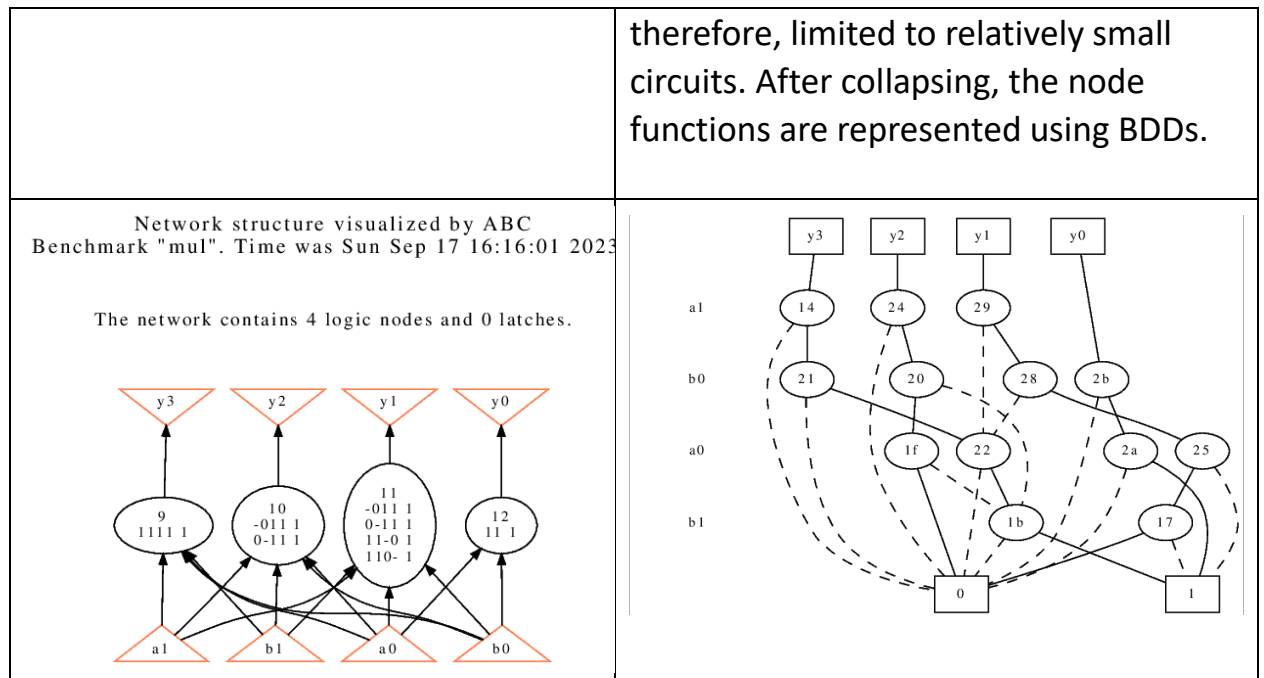 therefore, limited to relatively small
circuits. After collapsing, the node
functions are represented using BDDs.
Network structure visualized by ABC
Benchmark "mul". Time was Sun Sep 17 16:16:01 2023
The network contains 4 logic nodes and 0 latches.
y3 y2 y1 y0
9
1111 1
10
-011 1
0-11 1
11
-011 1
0-11 1
11-0 1
110- 1
12
11 1
a1 b1 a0 b0
y3 y2 y1 y0
a1 14 24 29
b0 21 20 28 2b
a0 1f 22 2a 25
b1 1b 17
0 1